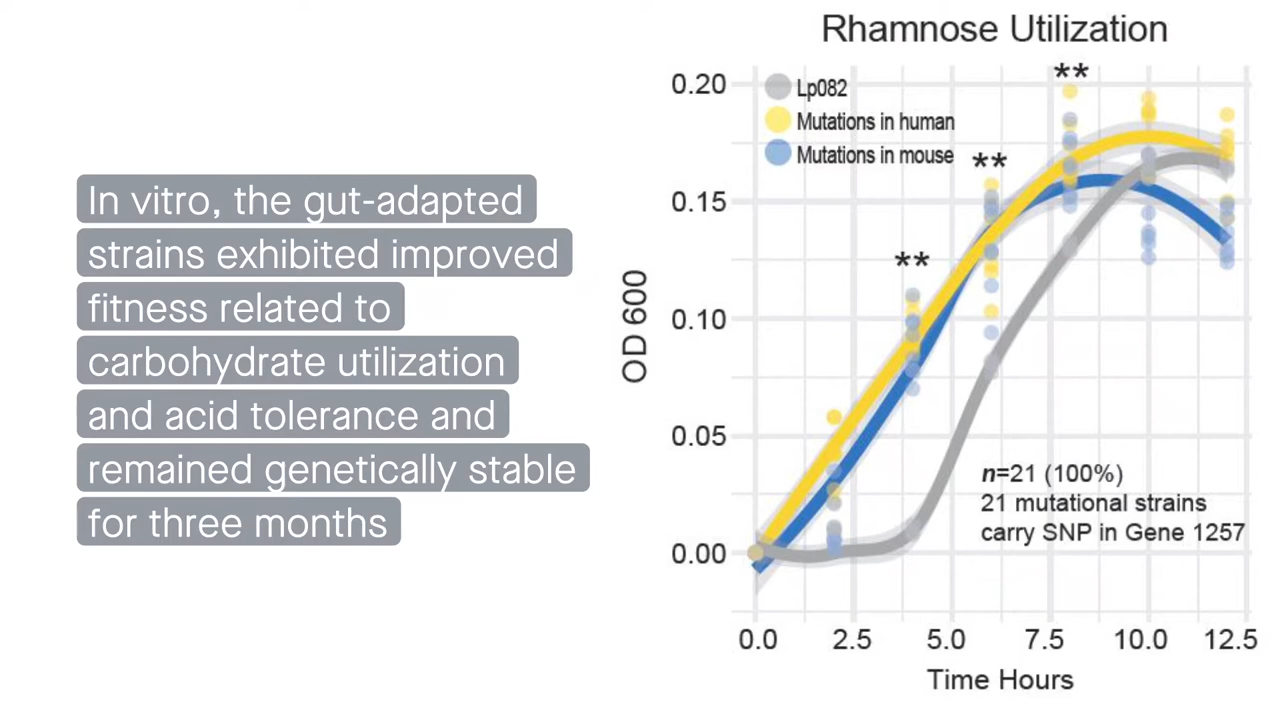 In vitro, the gut-adapted
strains exhibited improved
fitness related to
carbohydrate utilization
and acid tolerance and
remained genetically stable
for three months
Rhamnose Utilization
Lp082
Mutations in human
Mutations in mouse
**
**
**
0.20
0.15
0.10
0.05
0.00
OD 600
n=21 (100%)
21 mutational strains
carry SNP in Gene 1257
0.0 2.5 5.0 7.5 10.0 12.5
Time Hours